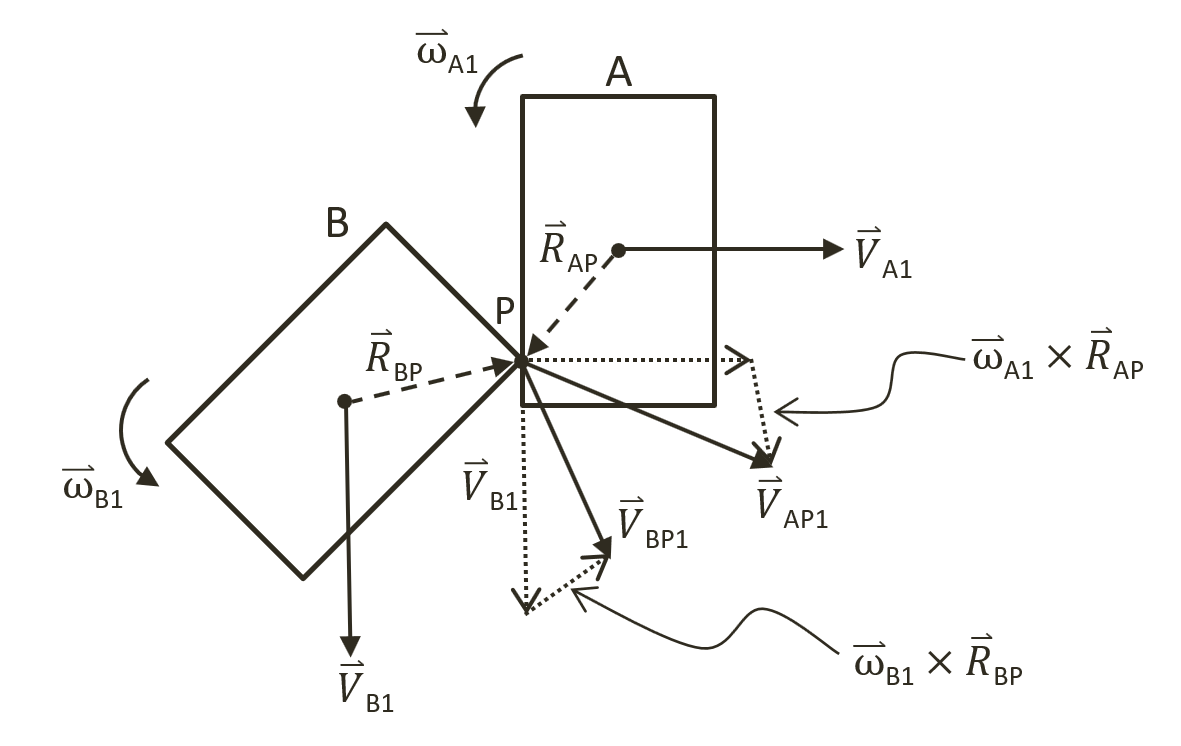 ω⃗A1
A
B
R⃗AP
V⃗A1
P
R⃗BP
ω⃗A1 × R⃗AP
ω⃗B1
V⃗B1
V⃗AP1
V⃗BP1
ω⃗B1 × R⃗BP
V⃗B1